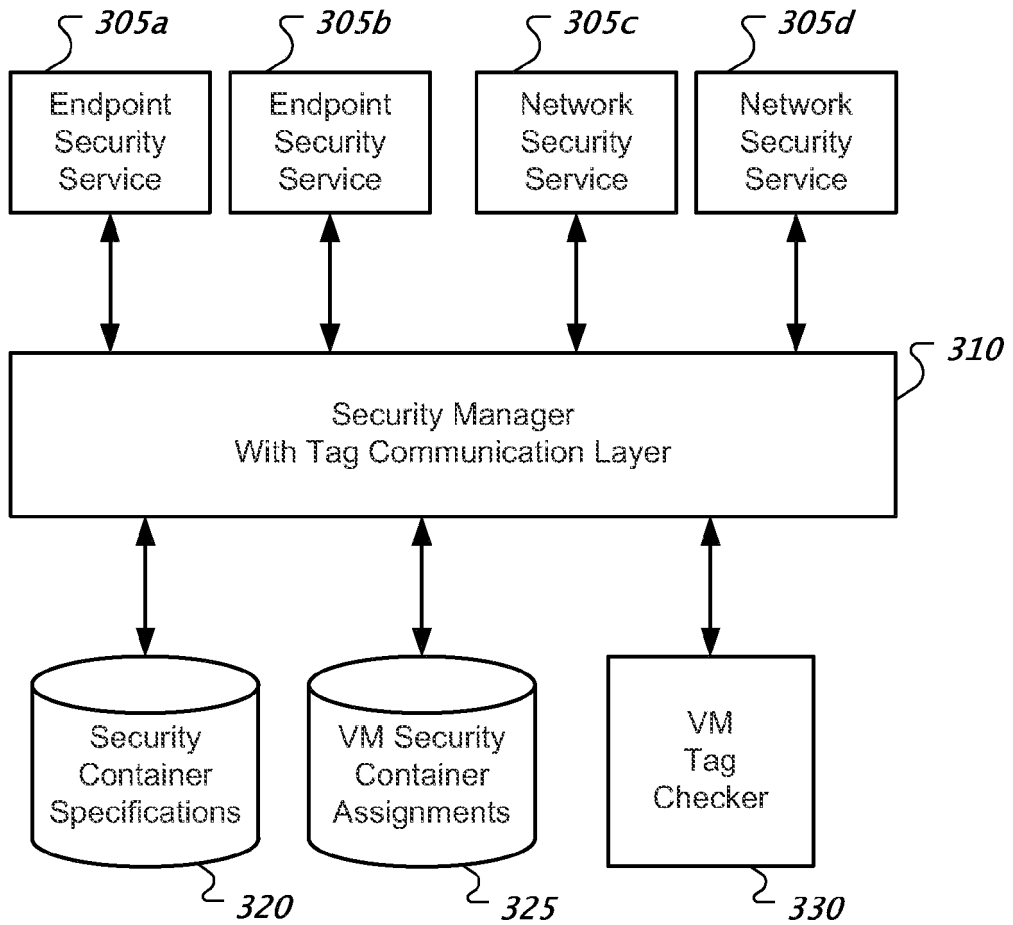 305a
305b
305c
305d
Endpoint
Security
Service
Endpoint
Security
Service
Network
Security
Service
Network
Security
Service
310
Security Manager
With Tag Communication Layer
Security
Container
Specifications
VM Security
Container
Assignments
VM
Tag
Checker
320
325
330